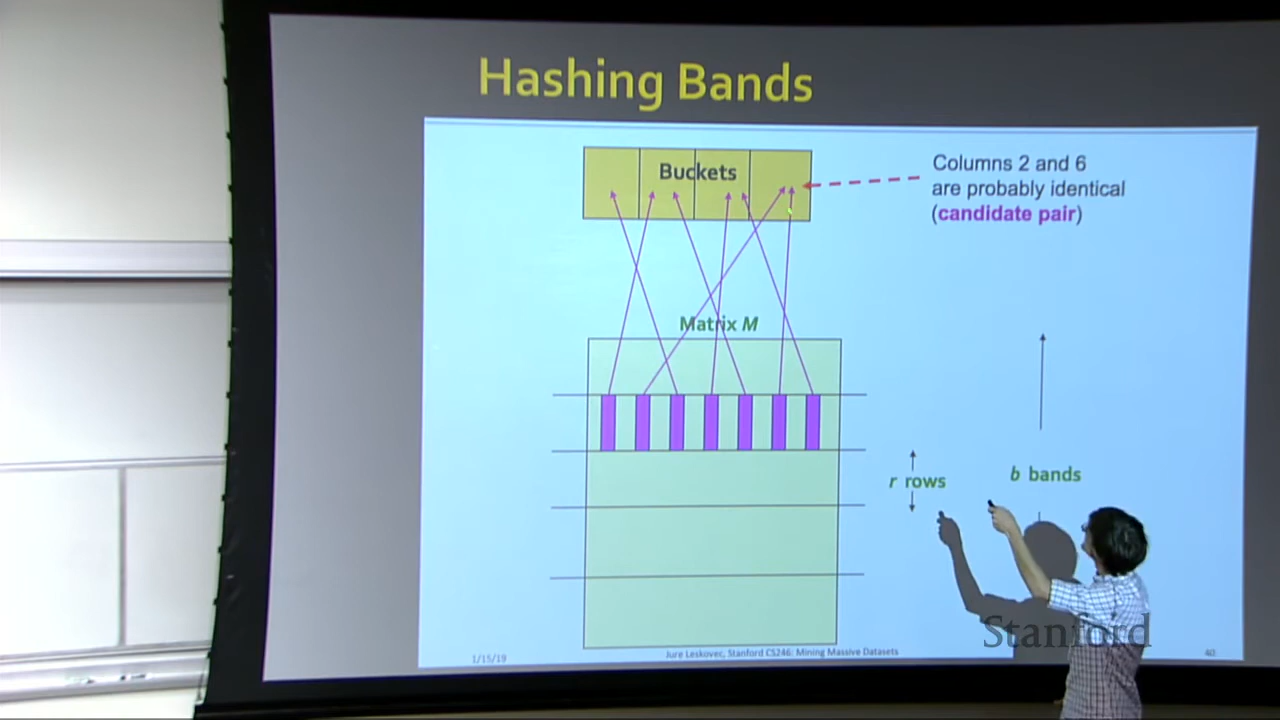 Hashing Bands
Buckets
Columns 2 and 6
are probably identical
(candidate pair)
Matrix M
r rows
b bands
Stanford
1/15/19
Jure Leskovec, Stanford CS246: Mining Massive Datasets
40